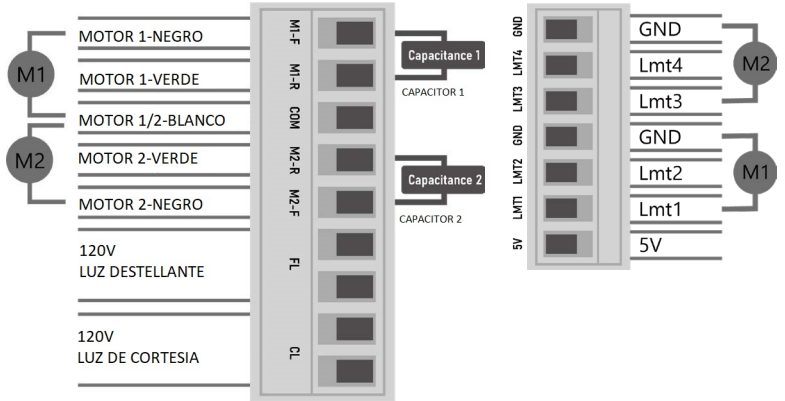 MOTOR 1-NEGRO
MOTOR 1-VERDE
MOTOR 1/2-BLANCO
MOTOR 2-VERDE
MOTOR 2-NEGRO
120V
LUZ DESTELLANTE
120V
LUZ DE CORTESIA
M1
M2
M1-F
M1-R
COM
M2-R
M2-F
FL
CL
Capacitance 1
CAPACITOR 1
Capacitance 2
CAPACITOR 2
GND
LMT4
LMT3
GND
LMT2
LMT1
5V
GND
Lmt4
Lmt3
GND
Lmt2
Lmt1
5V
M2
M1